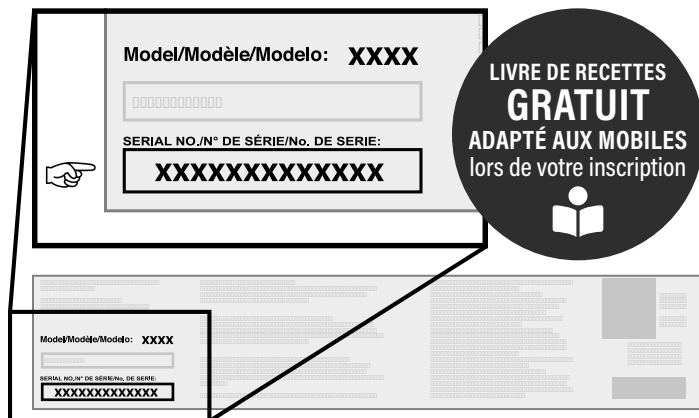 Model/Modèle/Modelo: XXXX
SERIAL NO./N° DE SÉRIE/No. DE SERIE:
XXXXXXXXXXXXX
LIVRE DE RECETTES
GRATUIT
ADAPTÉ AUX MOBILES
lors de votre inscription
Model/Modèle/Modelo: XXXX
SERIAL NO./N° DE SÉRIE/No. DE SERIE:
XXXXXXXXXXXXX